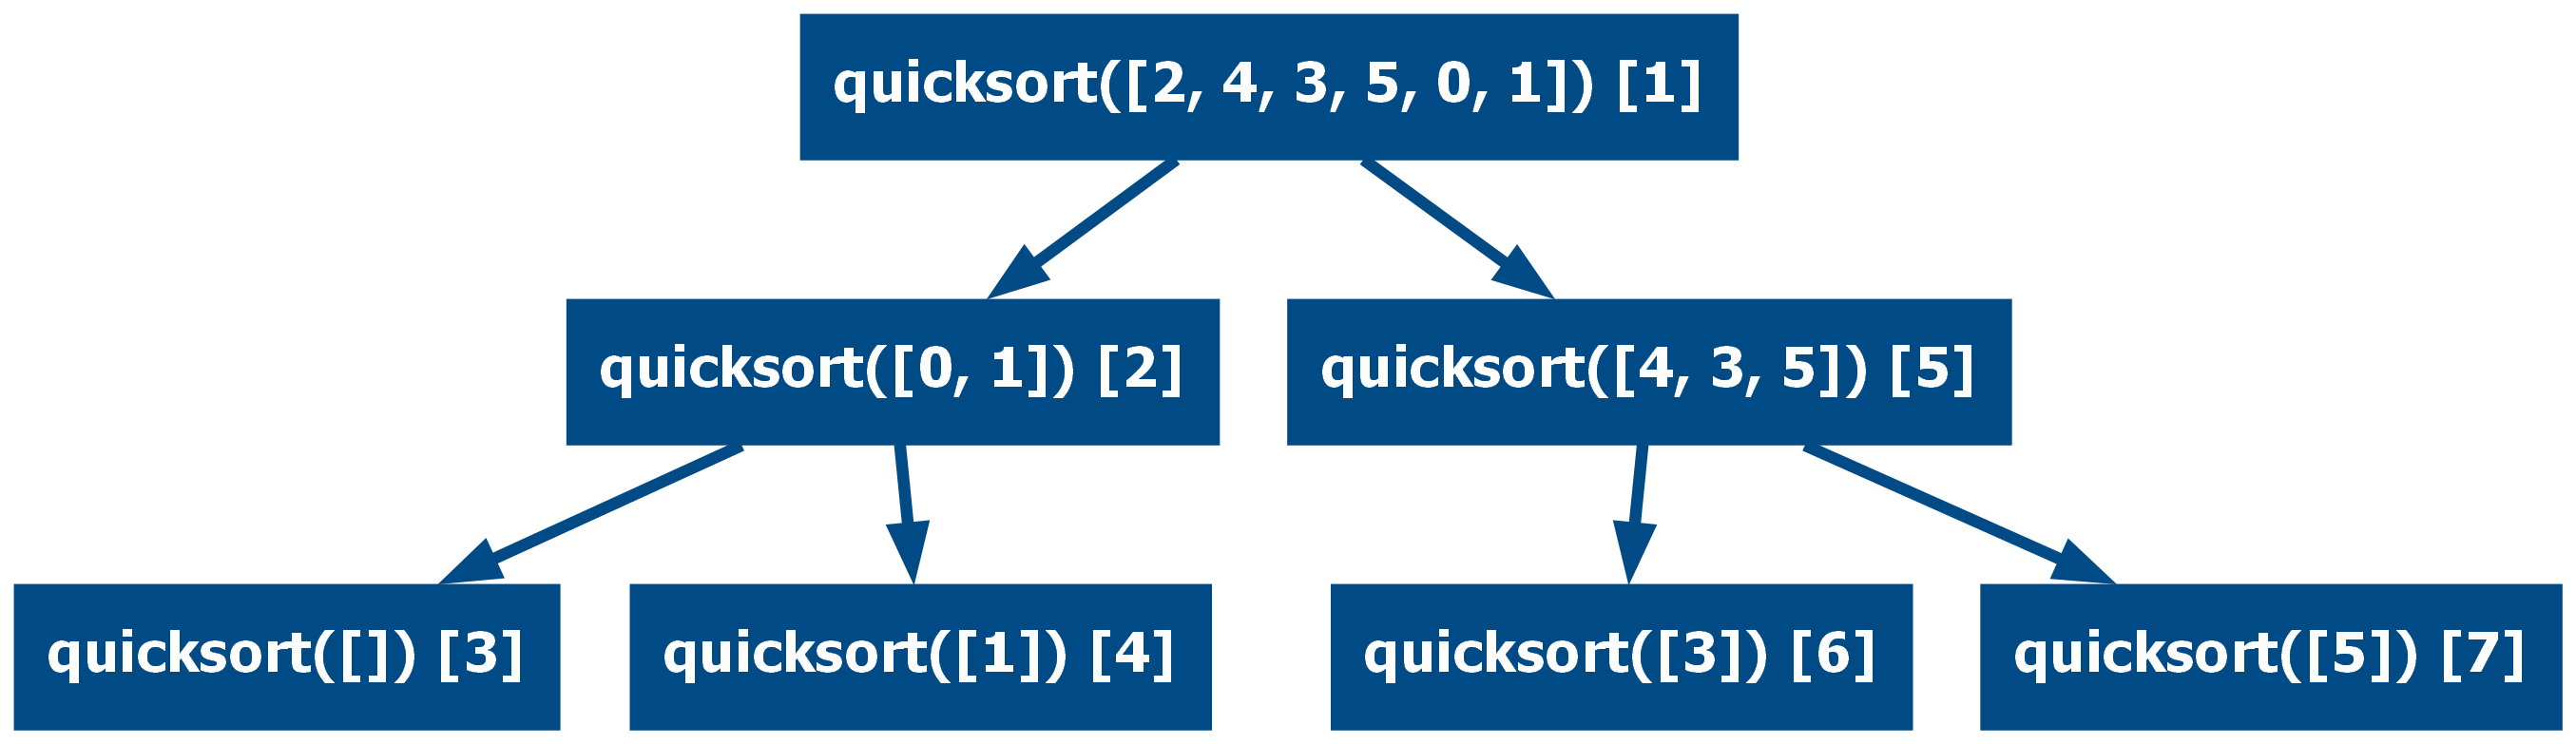 quicksort([2, 4, 3, 5, 0, 1]) [1]
quicksort([0, 1]) [2]
quicksort([4, 3, 5]) [5]
quicksort([]) [3]
quicksort([1]) [4]
quicksort([3]) [6]
quicksort([5]) [7]